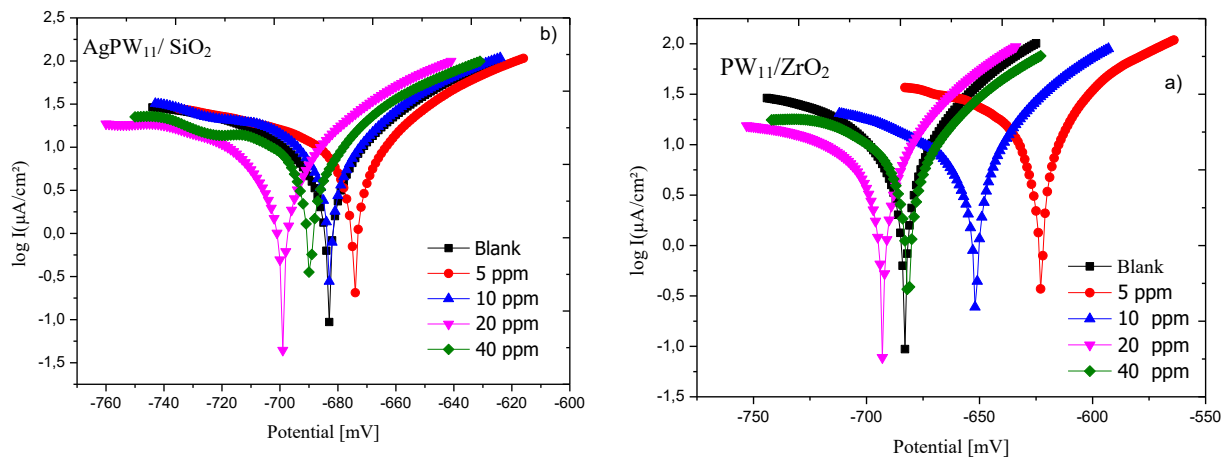 AgPW₁₁/ SiO₂
b)
log I(µA/cm²)
2,0
1,5
1,0
0,5
0,0
-0,5
-1,0
-1,5
Blank
5 ppm
10 ppm
20 ppm
40 ppm
-760 -740 -720 -700 -680 -660 -640 -620 -600
Potential [mV]
PW₁₁/ZrO₂
a)
log I(µA/cm²)
2,0
1,5
1,0
0,5
0,0
-0,5
-1,0
-1,5
Blank
5 ppm
10 ppm
20 ppm
40 ppm
-750 -700 -650 -600 -550
Potential [mV]